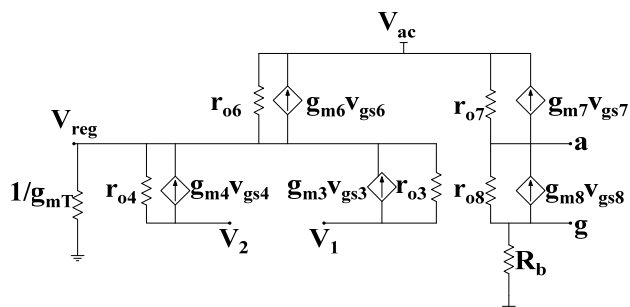 V_ac
r_o6
g_m6v_gs6
r_o7
g_m7v_gs7
V_reg
a
1/g_mT
r_o4
g_m4v_gs4
g_m3v_gs3
r_o3
r_o8
g_m8v_gs8
V_2
V_1
g
R_b